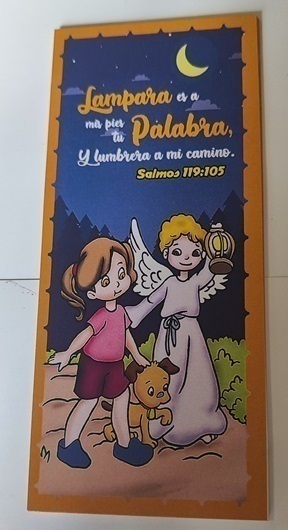 Lampara es a
mis pies
tu Palabra,
Y lumbrera a mi camino.
Salmos 119:105